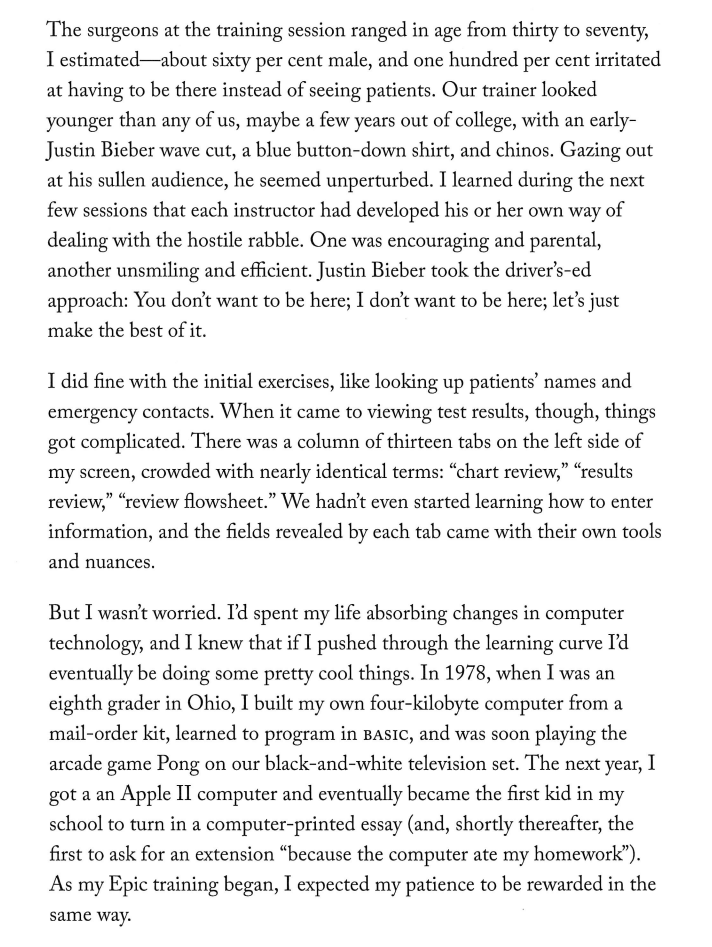 The surgeons at the training session ranged in age from thirty to seventy,
I estimated—about sixty per cent male, and one hundred per cent irritated
at having to be there instead of seeing patients. Our trainer looked
younger than any of us, maybe a few years out of college, with an early-
Justin Bieber wave cut, a blue button-down shirt, and chinos. Gazing out
at his sullen audience, he seemed unperturbed. I learned during the next
few sessions that each instructor had developed his or her own way of
dealing with the hostile rabble. One was encouraging and parental,
another unsmiling and efficient. Justin Bieber took the driver’s-ed
approach: You don’t want to be here; I don’t want to be here; let’s just
make the best of it.
I did fine with the initial exercises, like looking up patients’ names and
emergency contacts. When it came to viewing test results, though, things
got complicated. There was a column of thirteen tabs on the left side of
my screen, crowded with nearly identical terms: “chart review,” “results
review,” “review flowsheet.” We hadn’t even started learning how to enter
information, and the fields revealed by each tab came with their own tools
and nuances.
But I wasn’t worried. I’d spent my life absorbing changes in computer
technology, and I knew that if I pushed through the learning curve I’d
eventually be doing some pretty cool things. In 1978, when I was an
eighth grader in Ohio, I built my own four-kilobyte computer from a
mail-order kit, learned to program in BASIC, and was soon playing the
arcade game Pong on our black-and-white television set. The next year, I
got a an Apple II computer and eventually became the first kid in my
school to turn in a computer-printed essay (and, shortly thereafter, the
first to ask for an extension “because the computer ate my homework”).
As my Epic training began, I expected my patience to be rewarded in the
same way.